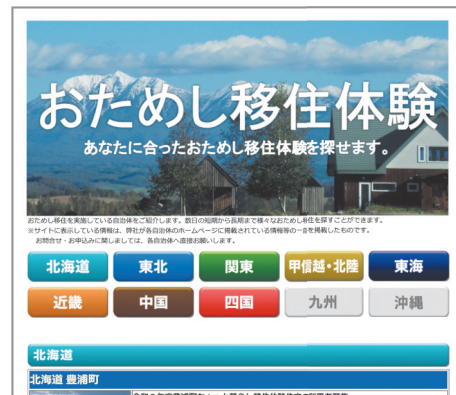 おためし移住体験
あなたに合ったおためし移住体験を探せます。
おためし移住を実施している自治体をご紹介します。数日の短期から長期まで様々なおためし移住を探すことができます。
※サイトに表示している情報は、弊社が各自治体のホームページに掲載されている情報等の一部を掲載したものです。
お問合せ・お申込みに関しましては、各自治体へ直接お願いします。
北海道 東北 関東 甲信越・北陸 東海
近畿 中国 四国 九州 沖縄
北海道
北海道 豊浦町